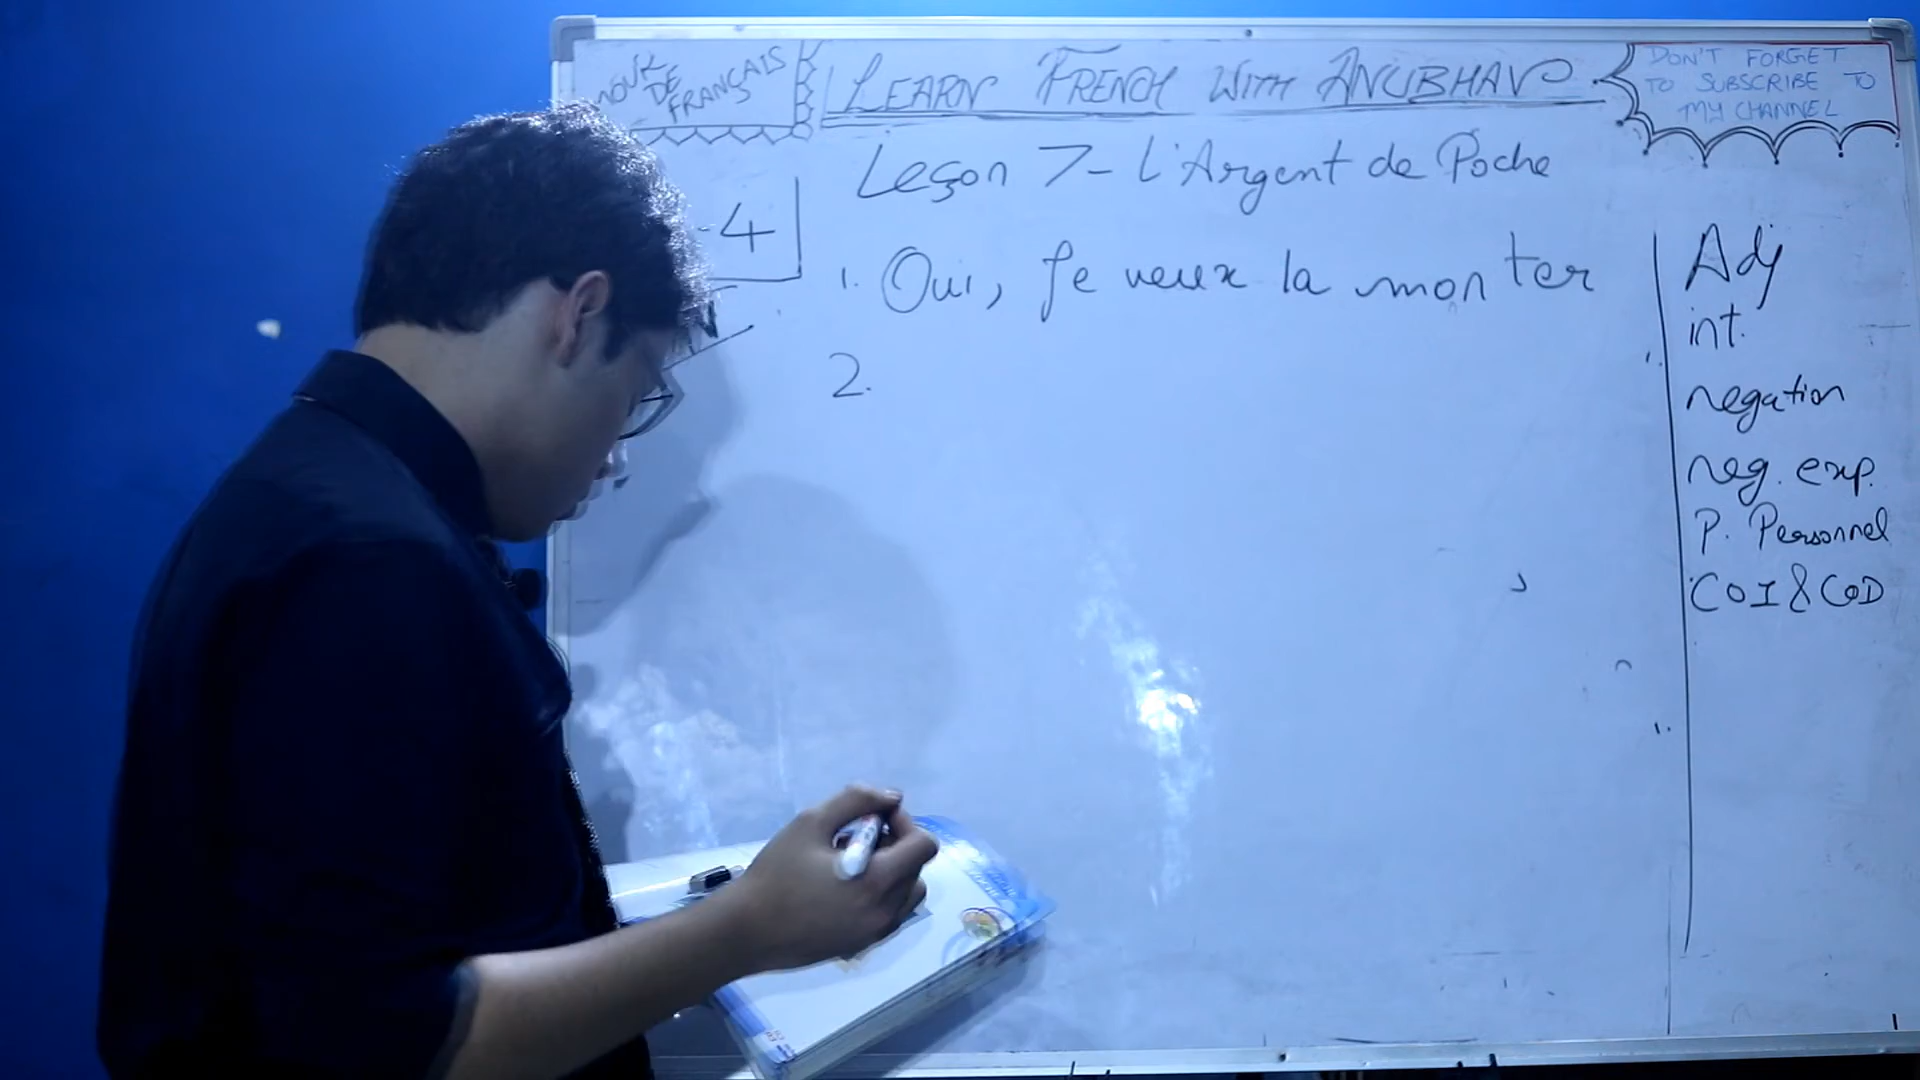 DE
FRANÇAIS
LEARN FRENCH WITH ANUBHAV
DON'T FORGET
TO SUBSCRIBE TO
MY CHANNEL
Leçon 7- L'Argent de Poche
-4
1. Oui, Je veux la monter
2.
Adj
int.
negation
neg. exp.
P. Personnel
COI & COD